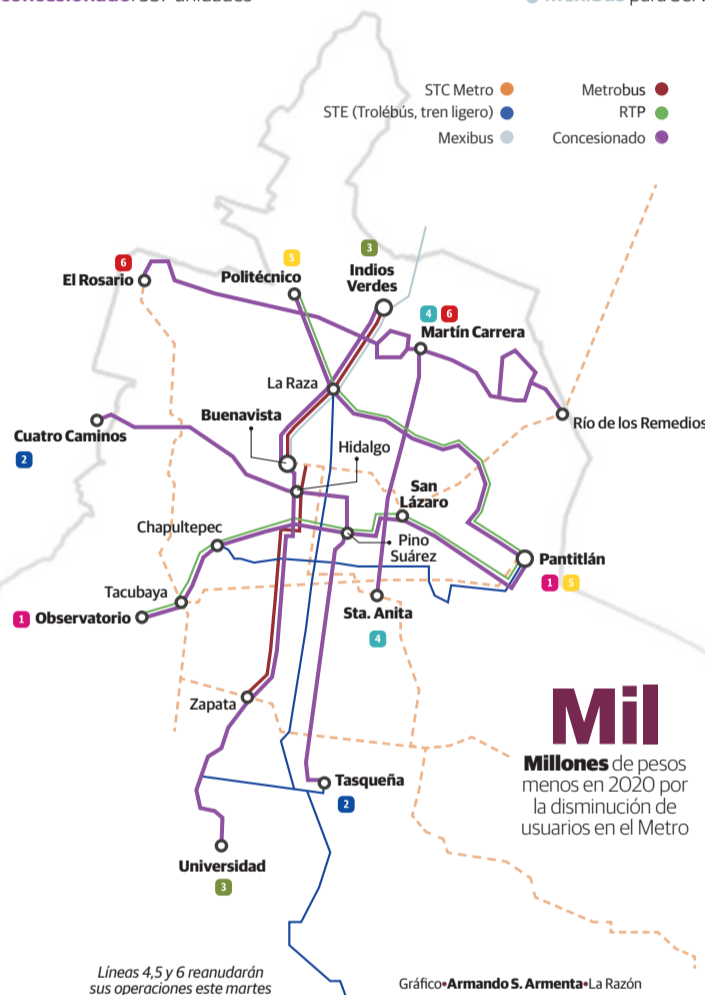 STC Metro
Metrobus
STE (Trolébús, tren ligero)
RTP
Mexibus
Concesionado
6
El Rosario
5
Politécnico
3
Indios
Verdes
4 6
Martín Carrera
La Raza
Buenavista
Río de los Remedios
Cuatro Caminos
2
Hidalgo
San
Lázaro
Chapultepec
Pino
Suárez
Pantitlán
1 5
Tacubaya
1 Observatorio
Sta. Anita
4
Zapata
Mil
Millones de pesos
menos en 2020 por
la disminución de
usuarios en el Metro
Tasqueña
2
Universidad
3
Líneas 4,5 y 6 reanudarán
sus operaciones este martes
Gráfico•Armando S. Armenta•La Razón